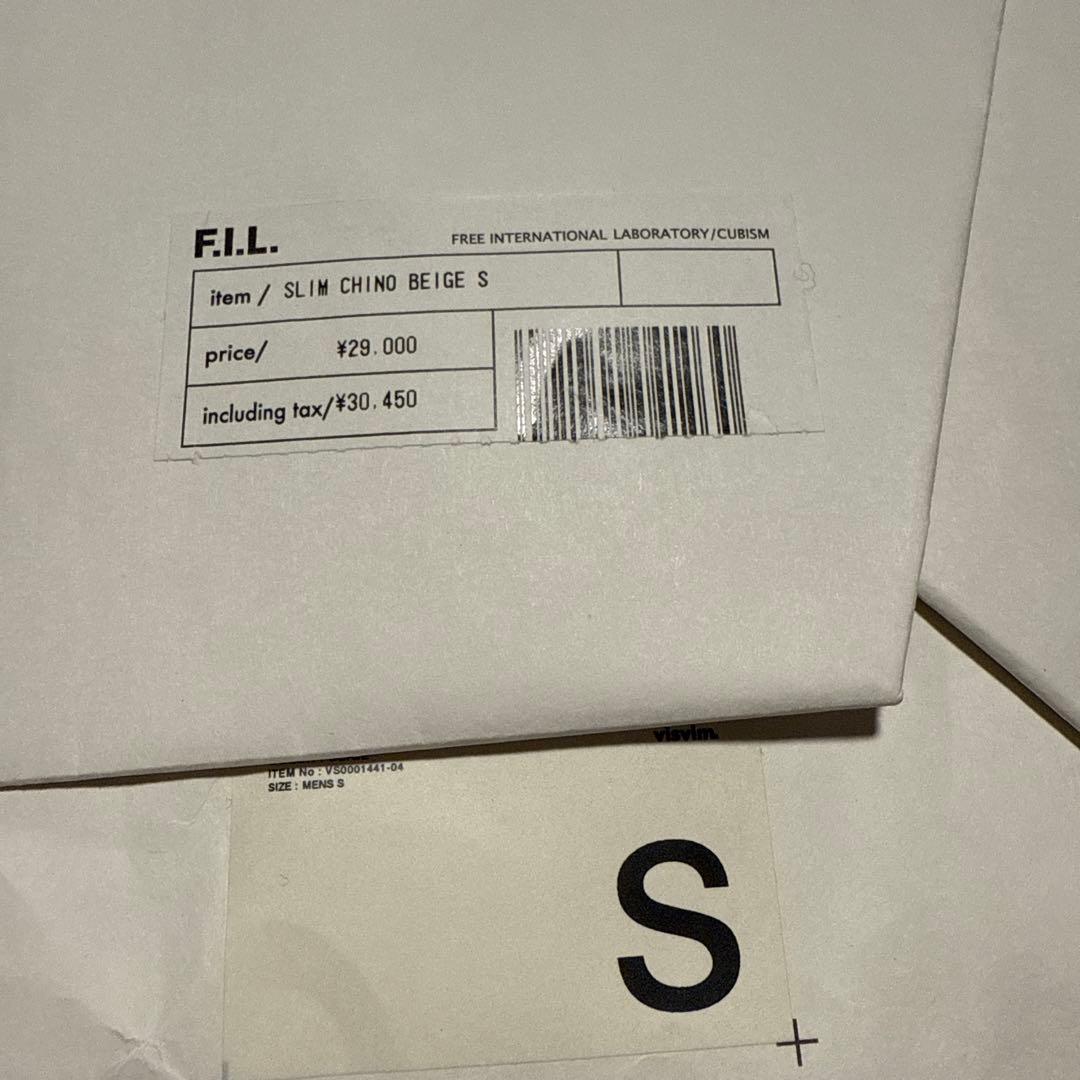 F.I.L.
FREE INTERNATIONAL LABORATORY/CUBISM
item / SLIM CHINO BEIGE S
price/ ¥29,000
including tax/¥30,450
visvim.
ITEM No : VS0001441-04
SIZE : MENS S
S